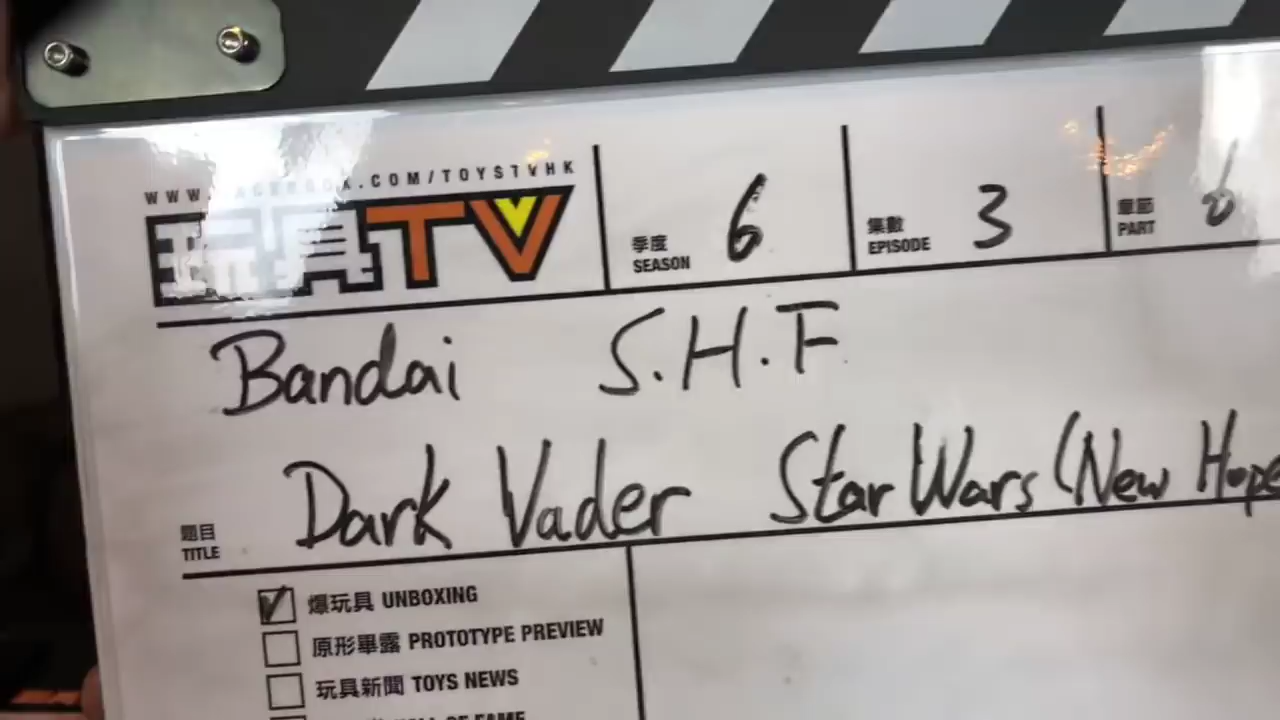 .COM/TOYSTVHK
玩具TV
季度 SEASON 6
集數 EPISODE 3
章節 PART
Bandai S.H.F
題目 TITLE Dark Vader Star Wars (New Hope
爆玩具 UNBOXING
原形畢露 PROTOTYPE PREVIEW
玩具新聞 TOYS NEWS
OF FAME